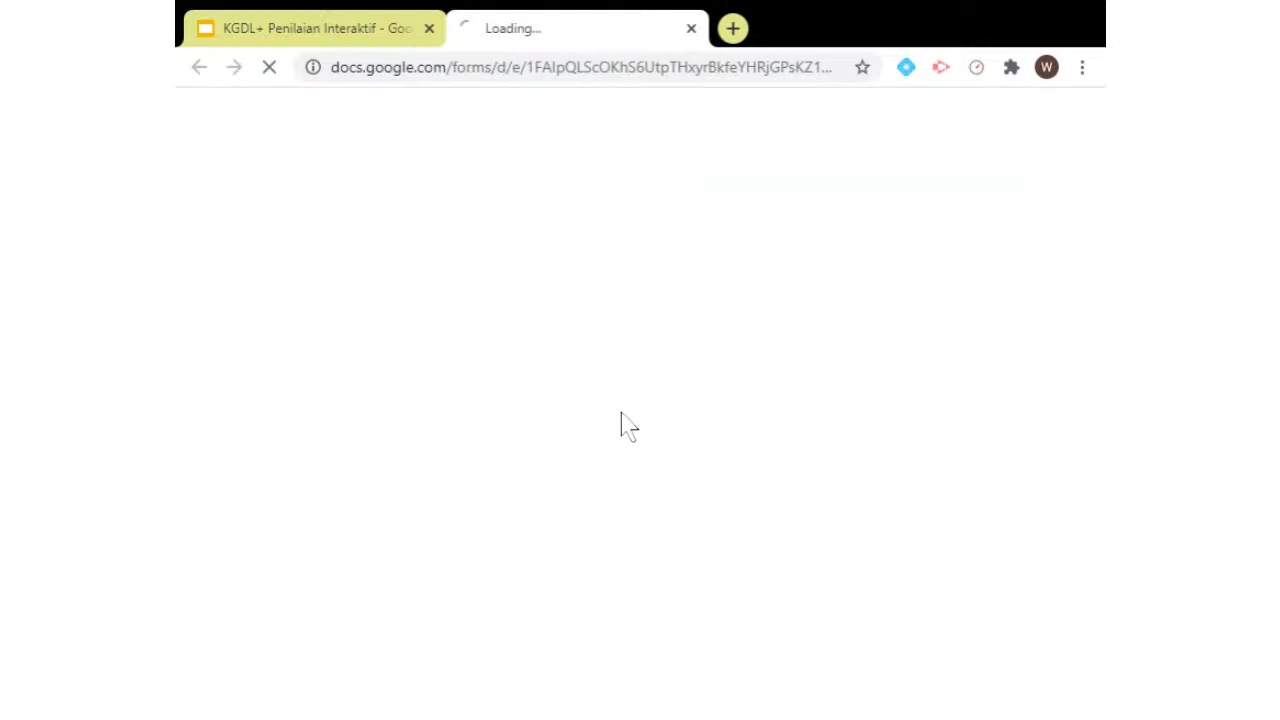 KGDL+ Penilaian Interaktif - Goo
Loading...
docs.google.com/forms/d/e/1FAIpQLScOKhS6UtpTHxyrBkfeYHRjGPsKZ1...
W